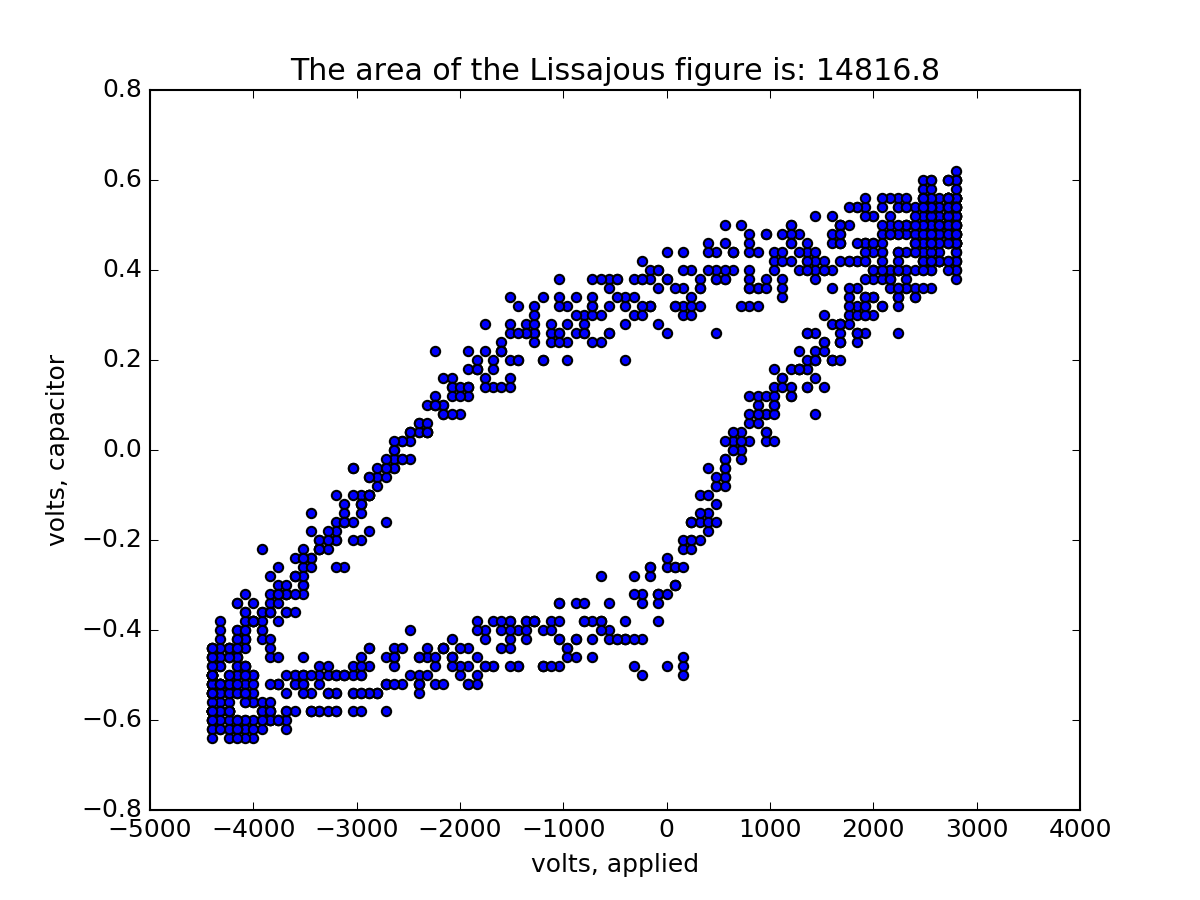 The area of the Lissajous figure is: 14816.8
0.8
0.6
0.4
0.2
0.0
−0.2
−0.4
−0.6
−0.8
volts, capacitor
−5000 −4000 −3000 −2000 −1000 0 1000 2000 3000 4000
volts, applied